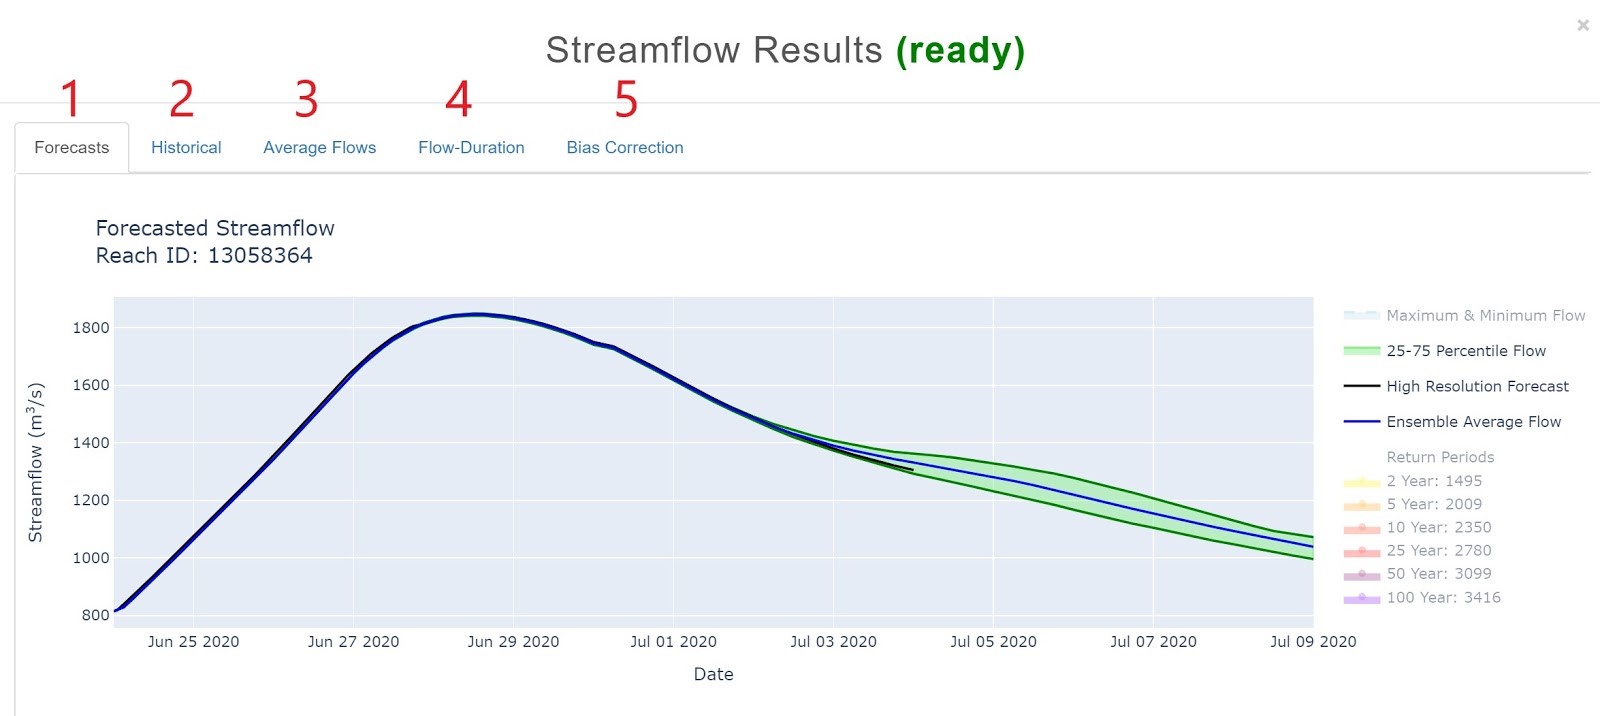 ×
Streamflow Results (ready)
1 2 3 4 5
Forecasts Historical Average Flows Flow-Duration Bias Correction
Forecasted Streamflow
Reach ID: 13058364
Streamflow (m³/s)
1800
1600
1400
1200
1000
800
Jun 25 2020 Jun 27 2020 Jun 29 2020 Jul 01 2020 Jul 03 2020 Jul 05 2020 Jul 07 2020 Jul 09 2020
Date
Maximum & Minimum Flow
25-75 Percentile Flow
High Resolution Forecast
Ensemble Average Flow
Return Periods
2 Year: 1495
5 Year: 2009
10 Year: 2350
25 Year: 2780
50 Year: 3099
100 Year: 3416